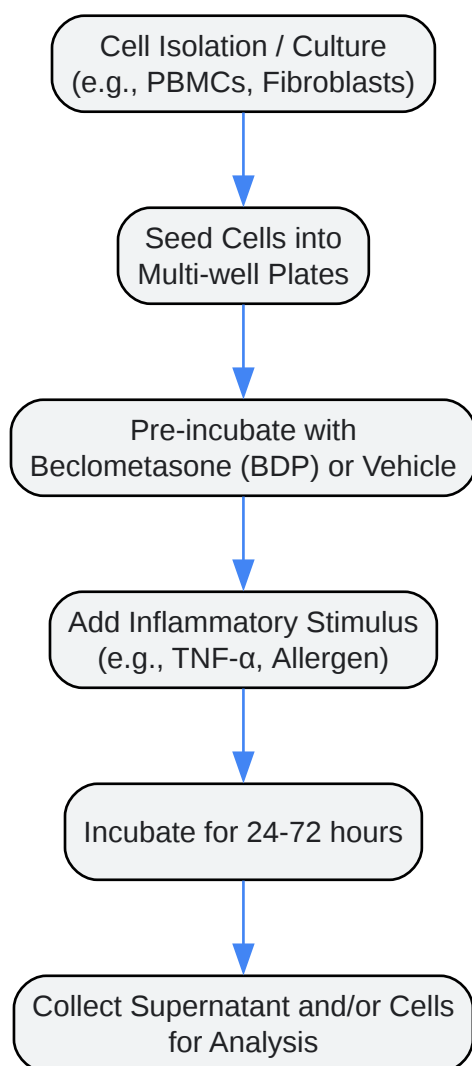 Cell Isolation / Culture
(e.g., PBMCs, Fibroblasts)
Seed Cells into
Multi-well Plates
Pre-incubate with
Beclometasone (BDP) or Vehicle
Add Inflammatory Stimulus
(e.g., TNF-α, Allergen)
Incubate for 24-72 hours
Collect Supernatant and/or Cells
for Analysis